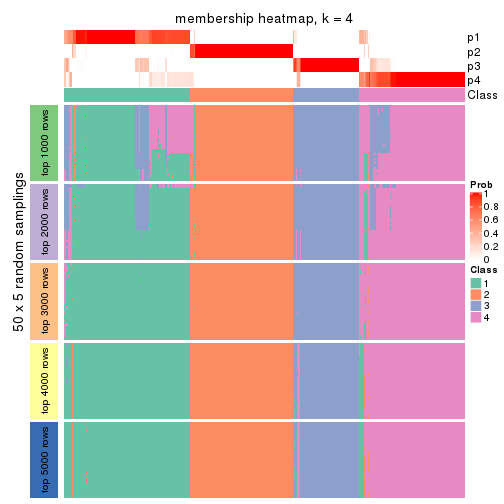 membership heatmap, k = 4
p1
p2
p3
p4
Class
50 x 5 random samplings
top 1000 rows
top 2000 rows
top 3000 rows
top 4000 rows
top 5000 rows
Prob
1
0.8
0.6
0.4
0.2
0
Class
1
2
3
4